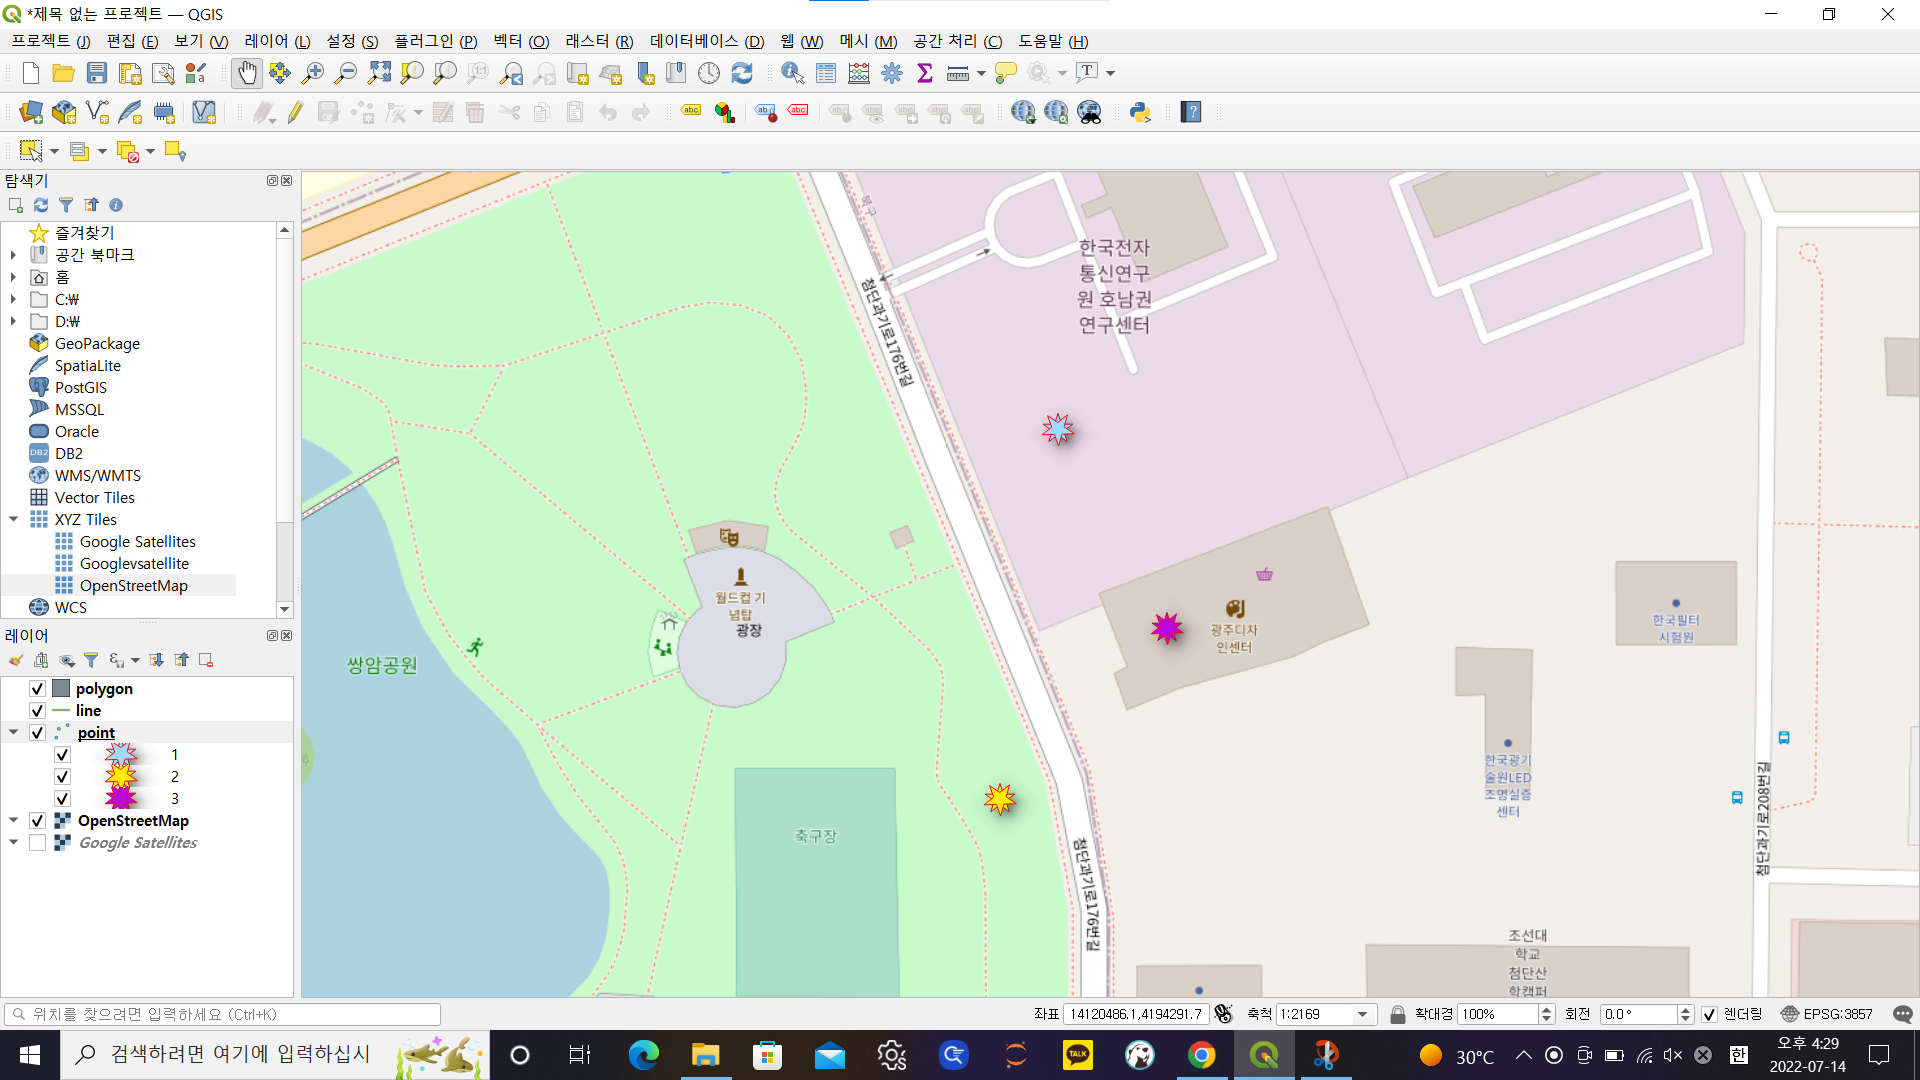 *제목 없는 프로젝트 — QGIS
프로젝트 (J) 편집 (E) 보기 (V) 레이어 (L) 설정 (S) 플러그인 (P) 벡터 (O) 래스터 (R) 데이터베이스 (D) 웹 (W) 메시 (M) 공간 처리 (C) 도움말 (H)
1:1
T
abc
abc
abc
탐색기
즐겨찾기
공간 북마크
홈
C:₩
D:₩
GeoPackage
SpatiaLite
PostGIS
MSSQL
Oracle
DB2
DB2
WMS/WMTS
Vector Tiles
XYZ Tiles
Google Satellites
Googlevsatellite
OpenStreetMap
WCS
레이어
polygon
line
point
1
2
3
OpenStreetMap
Google Satellites
북구
한국전자
통신연구
원 호남권
연구센터
첨단과기로176번길
월드컵 기
념탑
광장
쌍암공원
광주디자
인센터
한국필터
시험원
한국광기
술원LED
조명실증
센터
첨단과기로208번길
축구장
첨단과기로176번길
조선대
학교
첨단산
학캠퍼
위치를 찾으려면 입력하세요 (Ctrl+K)
좌표 14120486.1,4194291.7 축척 1:2169 확대경 100% 회전 0.0 ° 렌더링 EPSG:3857
검색하려면 여기에 입력하십시
TALK
30°C
한
오후 4:29
2022-07-14